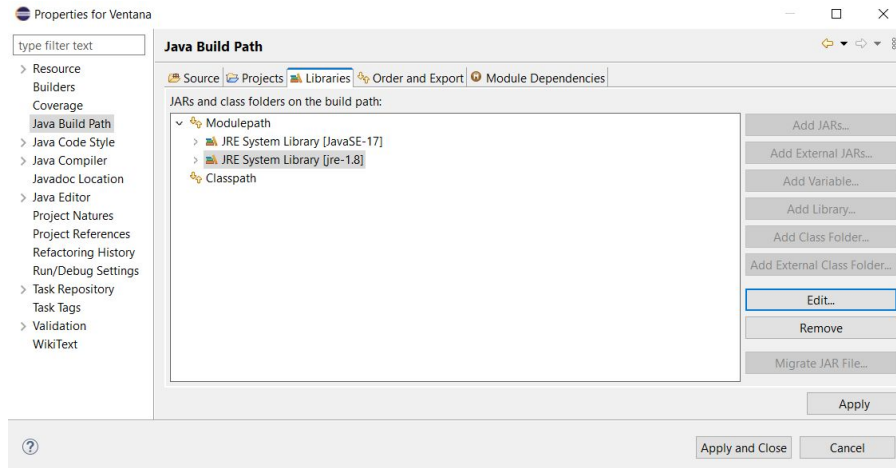 Properties for Ventana
type filter text
Resource
Builders
Coverage
Java Build Path
Java Code Style
Java Compiler
Javadoc Location
Java Editor
Project Natures
Project References
Refactoring History
Run/Debug Settings
Task Repository
Task Tags
Validation
WikiText
Java Build Path
Source Projects Libraries Order and Export Module Dependencies
JARs and class folders on the build path:
Modulepath
JRE System Library [JavaSE-17]
JRE System Library [jre-1.8]
Classpath
Add JARs...
Add External JARs...
Add Variable...
Add Library...
Add Class Folder...
Add External Class Folder...
Edit...
Remove
Migrate JAR File...
Apply
Apply and Close Cancel